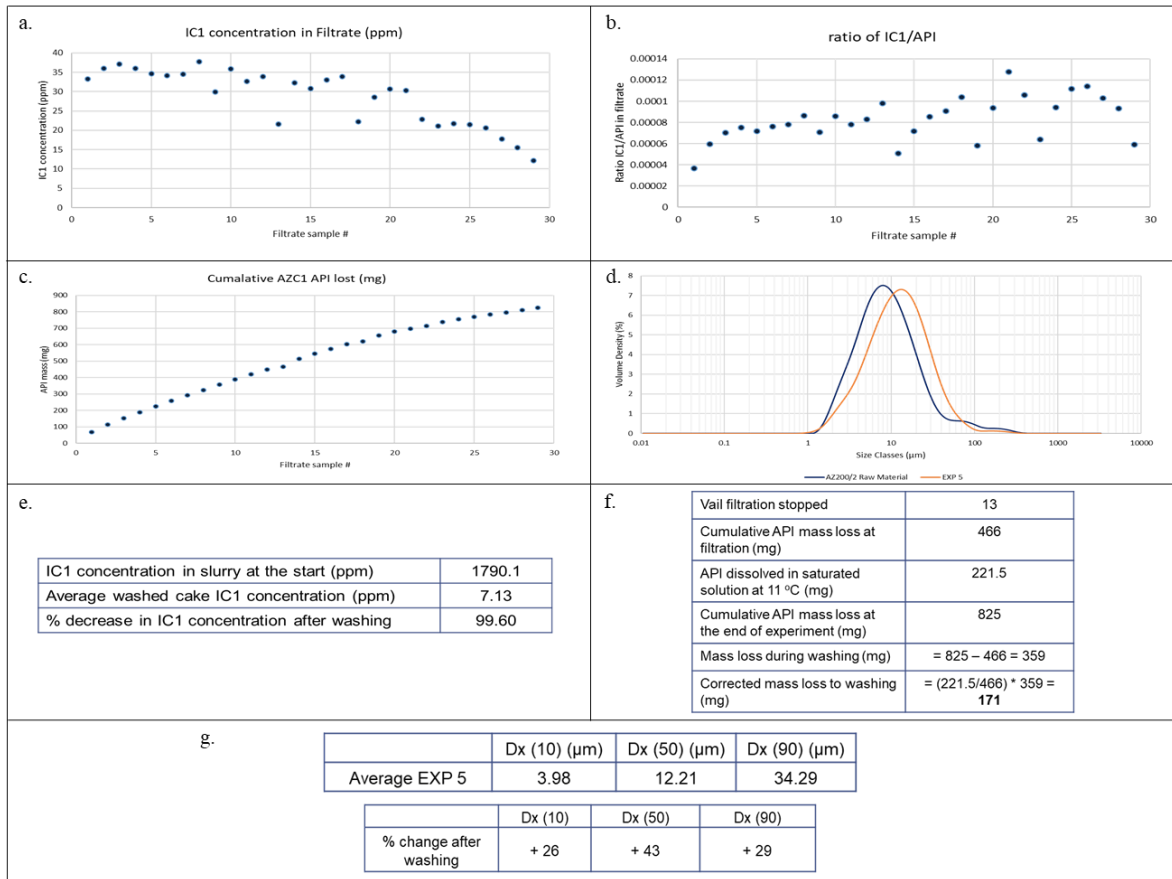 a.
IC1 concentration in Filtrate (ppm)
40
35
30
25
20
15
10
5
0
IC1 concentration (ppm)
0 5 10 15 20 25 30
Filtrate sample #
b.
ratio of IC1/API
0.00014
0.00012
0.0001
0.00008
0.00006
0.00004
0.00002
0
Ratio IC1/API in filtrate
0 5 10 15 20 25 30
Filtrate sample #
c.
Cumalative AZC1 API lost (mg)
900
800
700
600
500
400
300
200
100
0
API mass(mg)
0 5 10 15 20 25 30
Filtrate sample #
d.
8
7
6
5
4
3
2
1
0
Volume Density (%)
0.01 0.1 1 10 100 1000 10000
Size Classes (µm)
AZ200/2 Raw Material EXP 5
e.
IC1 concentration in slurry at the start (ppm) 1790.1
Average washed cake IC1 concentration (ppm) 7.13
% decrease in IC1 concentration after washing 99.60
f.
Vail filtration stopped 13
Cumulative API mass loss at
filtration (mg) 466
API dissolved in saturated
solution at 11 ºC (mg) 221.5
Cumulative API mass loss at
the end of experiment (mg) 825
Mass loss during washing (mg) = 825 – 466 = 359
Corrected mass loss to washing
(mg) = (221.5/466) * 359 =
171
g.
Dx (10) (µm) Dx (50) (µm) Dx (90) (µm)
Average EXP 5 3.98 12.21 34.29
Dx (10) Dx (50) Dx (90)
% change after
washing + 26 + 43 + 29